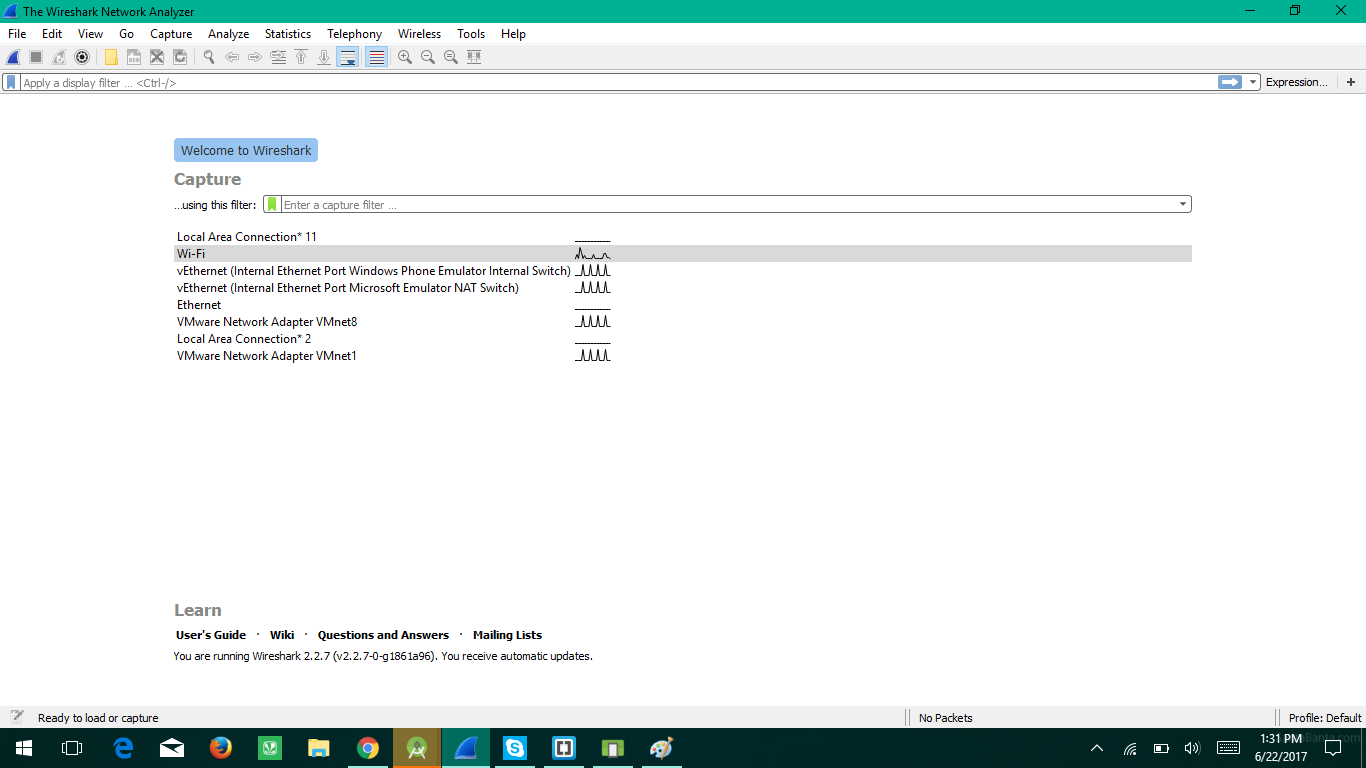 The Wireshark Network Analyzer
File Edit View Go Capture Analyze Statistics Telephony Wireless Tools Help
Apply a display filter ... <Ctrl-/>
Expression...
Welcome to Wireshark
Capture
...using this filter:
Enter a capture filter ...
Local Area Connection* 11
Wi-Fi
vEthernet (Internal Ethernet Port Windows Phone Emulator Internal Switch)
vEthernet (Internal Ethernet Port Microsoft Emulator NAT Switch)
Ethernet
VMware Network Adapter VMnet8
Local Area Connection* 2
VMware Network Adapter VMnet1
Learn
User's Guide · Wiki · Questions and Answers · Mailing Lists
You are running Wireshark 2.2.7 (v2.2.7-0-g1861a96). You receive automatic updates.
Ready to load or capture
No Packets
Profile: Default
1:31 PM
6/22/2017